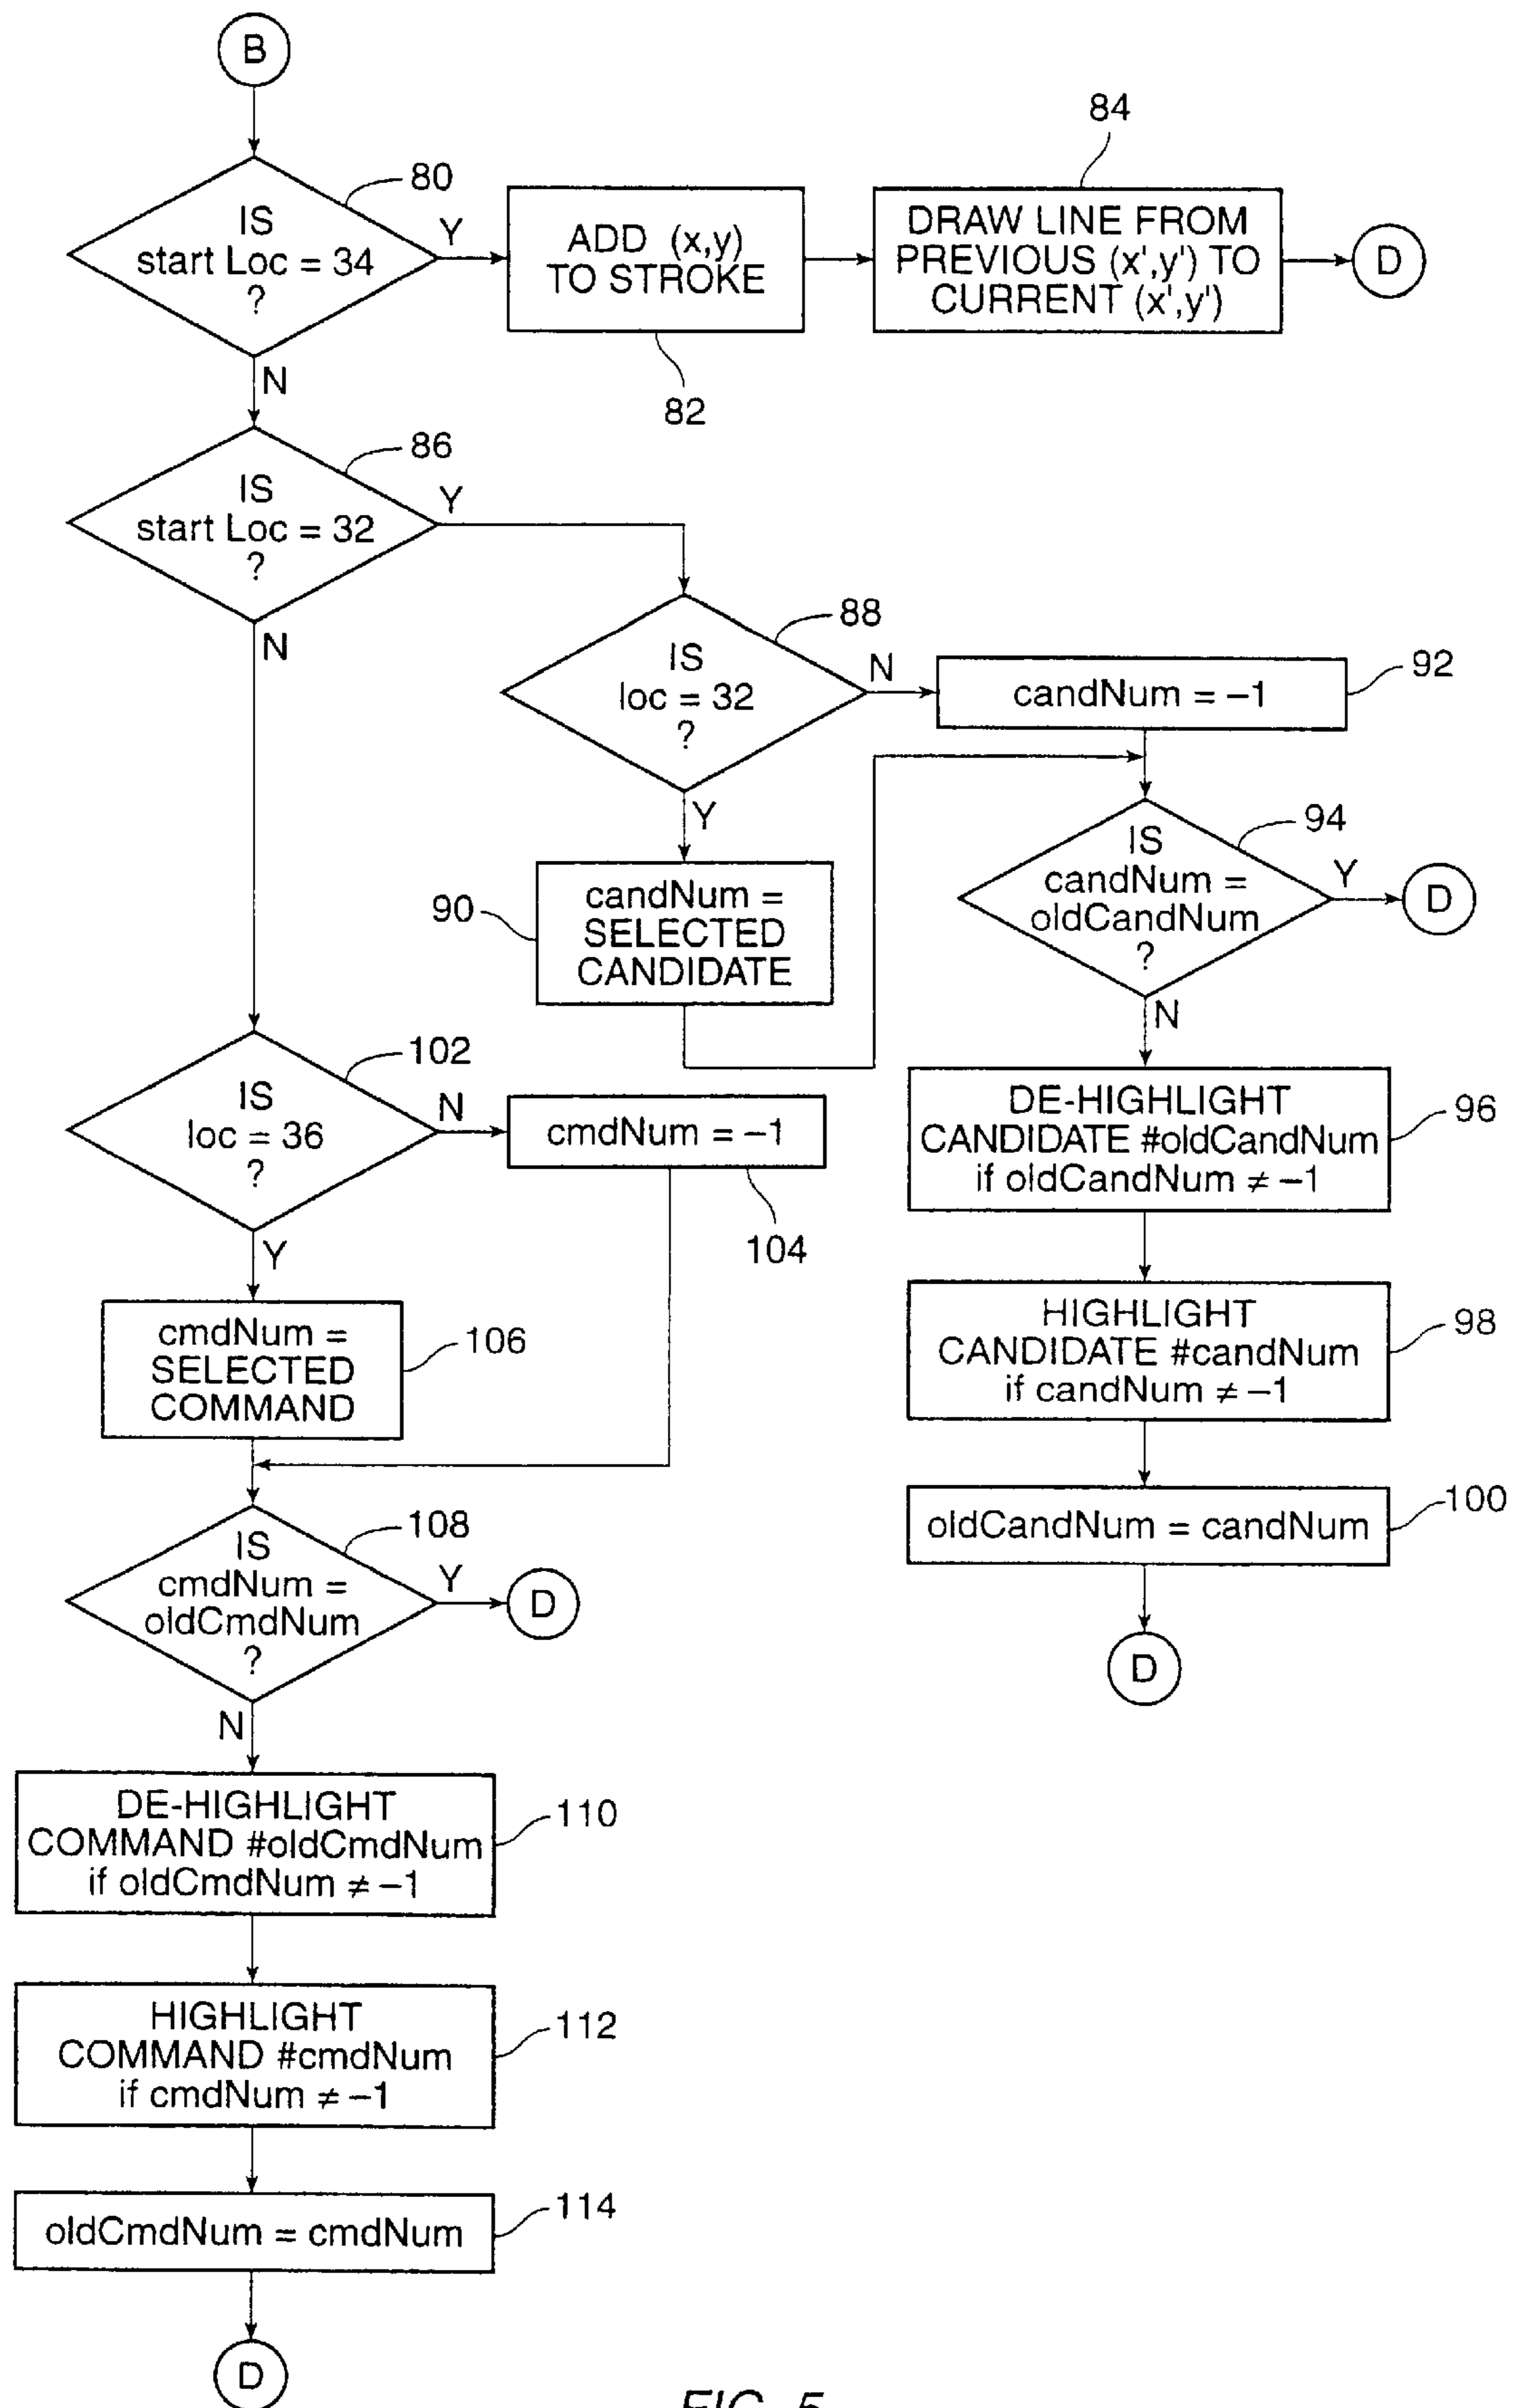 B
80
IS
start Loc = 34
?
Y
N
ADD (x,y)
TO STROKE
82
84
DRAW LINE FROM
PREVIOUS (x',y') TO
CURRENT (x',y')
D
86
IS
start Loc = 32
?
Y
N
88
IS
loc = 32
?
N
Y
candNum = –1
92
90
candNum =
SELECTED
CANDIDATE
94
IS
candNum =
oldCandNum
?
Y
D
N
DE-HIGHLIGHT
CANDIDATE #oldCandNum
if oldCandNum ≠ –1
96
HIGHLIGHT
CANDIDATE #candNum
if candNum ≠ –1
98
oldCandNum = candNum
100
D
102
IS
loc = 36
?
N
Y
cmdNum = –1
104
cmdNum =
SELECTED
COMMAND
106
108
IS
cmdNum =
oldCmdNum
?
Y
D
N
DE-HIGHLIGHT
COMMAND #oldCmdNum
if oldCmdNum ≠ –1
110
HIGHLIGHT
COMMAND #cmdNum
if cmdNum ≠ –1
112
oldCmdNum = cmdNum
114
D
FIG. 5